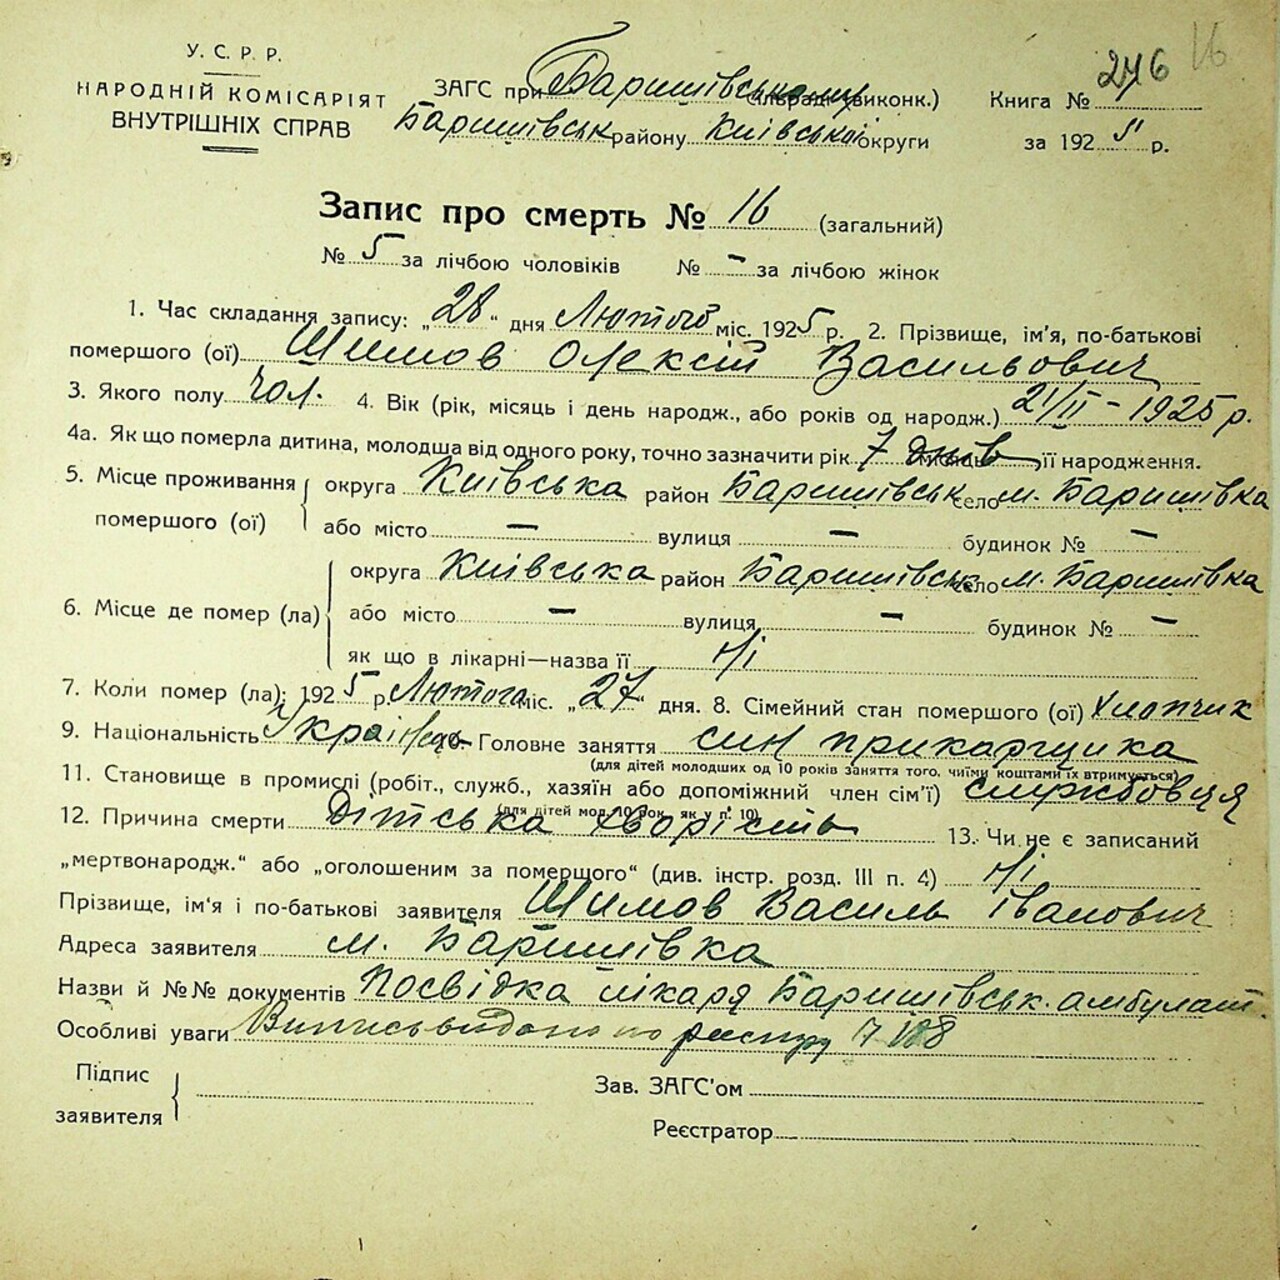 У. С. Р. Р.
НАРОДНІЙ КОМІСАРІЯТ
ВНУТРІШНІХ СПРАВ
ЗАГС при Баришівському сільраді (виконк.)
Баришівськ району Київської округи
Книга № 246
16
за 1925 р.
Запис про смерть № 16 (загальний)
№ 5 за лічбою чоловіків № – за лічбою жінок
1. Час складання запису: „28“ дня Лютого міс. 1925 р. 2. Прізвище, ім'я, по-батькові
помершого (ої) Шимов Олексій Васильович
3. Якого полу чол. 4. Вік (рік, місяць і день народж., або років од народж.) 21/II – 1925 р.
4а. Як що померла дитина, молодша від одного року, точно зазначити рік 7 днів її народження.
5. Місце проживання помершого (ої) округа Київська район Баришівськ село м. Баришівка
або місто – вулиця – будинок № –
6. Місце де помер (ла) округа Київська район Баришівськ село м. Баришівка
або місто – вулиця – будинок № –
як що в лікарні—назва її Ні
7. Коли помер (ла): 1925 р. Лютого міс. „27“ дня. 8. Сімейний стан помершого (ої) хлопчик
9. Національність Українець Головне заняття син прикарщика
(для дітей молодших од 10 років заняття того, чиїми коштами їх втримується)
11. Становище в промислі (робіт., служб., хазяїн або допоміжний член сім'ї) службовця
(для дітей мол. 10 рок. як у п. 10)
12. Причина смерти Дітська хворість 13. Чи не є записаний
„мертвонародж.“ або „оголошеним за помершого“ (див. інстр. розд. III п. 4) Ні
Прізвище, ім'я і по-батькові заявителя Шимов Василь Іванович
Адреса заявителя м. Баришівка
Назви й №№ документів Посвідка лікаря Баришівськ. амбулат.
Особливі уваги Випись видано по реєстру
Підпис заявителя
Зав. ЗАГС'ом
Реєстратор